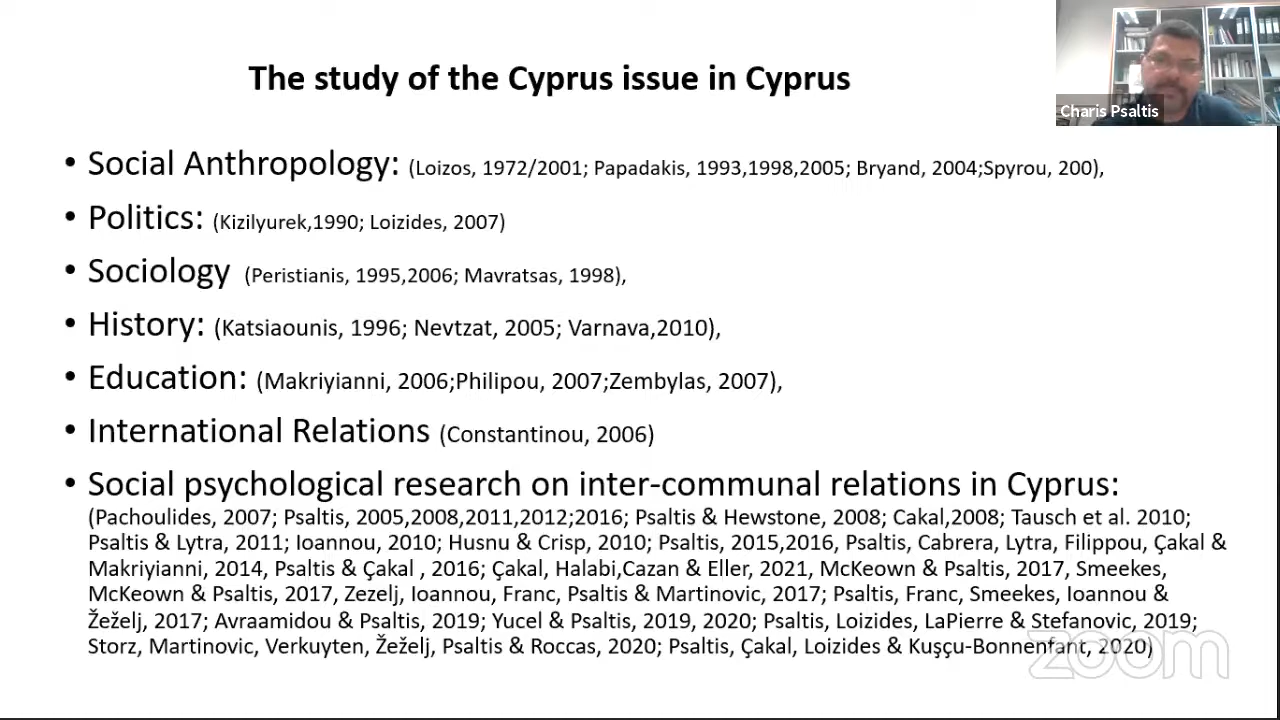 The study of the Cyprus issue in Cyprus
Charis Psaltis
• Social Anthropology: (Loizos, 1972/2001; Papadakis, 1993,1998,2005; Bryand, 2004;Spyrou, 200),
• Politics: (Kizilyurek,1990; Loizides, 2007)
• Sociology (Peristianis, 1995,2006; Mavratsas, 1998),
• History: (Katsiaounis, 1996; Nevtzat, 2005; Varnava,2010),
• Education: (Makriyianni, 2006;Philipou, 2007;Zembylas, 2007),
• International Relations (Constantinou, 2006)
• Social psychological research on inter-communal relations in Cyprus:
(Pachoulides, 2007; Psaltis, 2005,2008,2011,2012;2016; Psaltis & Hewstone, 2008; Cakal,2008; Tausch et al. 2010;
Psaltis & Lytra, 2011; Ioannou, 2010; Husnu & Crisp, 2010; Psaltis, 2015,2016, Psaltis, Cabrera, Lytra, Filippou, Çakal &
Makriyianni, 2014, Psaltis & Çakal , 2016; Çakal, Halabi,Cazan & Eller, 2021, McKeown & Psaltis, 2017, Smeekes,
McKeown & Psaltis, 2017, Zezelj, Ioannou, Franc, Psaltis & Martinovic, 2017; Psaltis, Franc, Smeekes, Ioannou &
Žeželj, 2017; Avraamidou & Psaltis, 2019; Yucel & Psaltis, 2019, 2020; Psaltis, Loizides, LaPierre & Stefanovic, 2019;
Storz, Martinovic, Verkuyten, Žeželj, Psaltis & Roccas, 2020; Psaltis, Çakal, Loizides & Kuşçu-Bonnenfant, 2020)
zoom